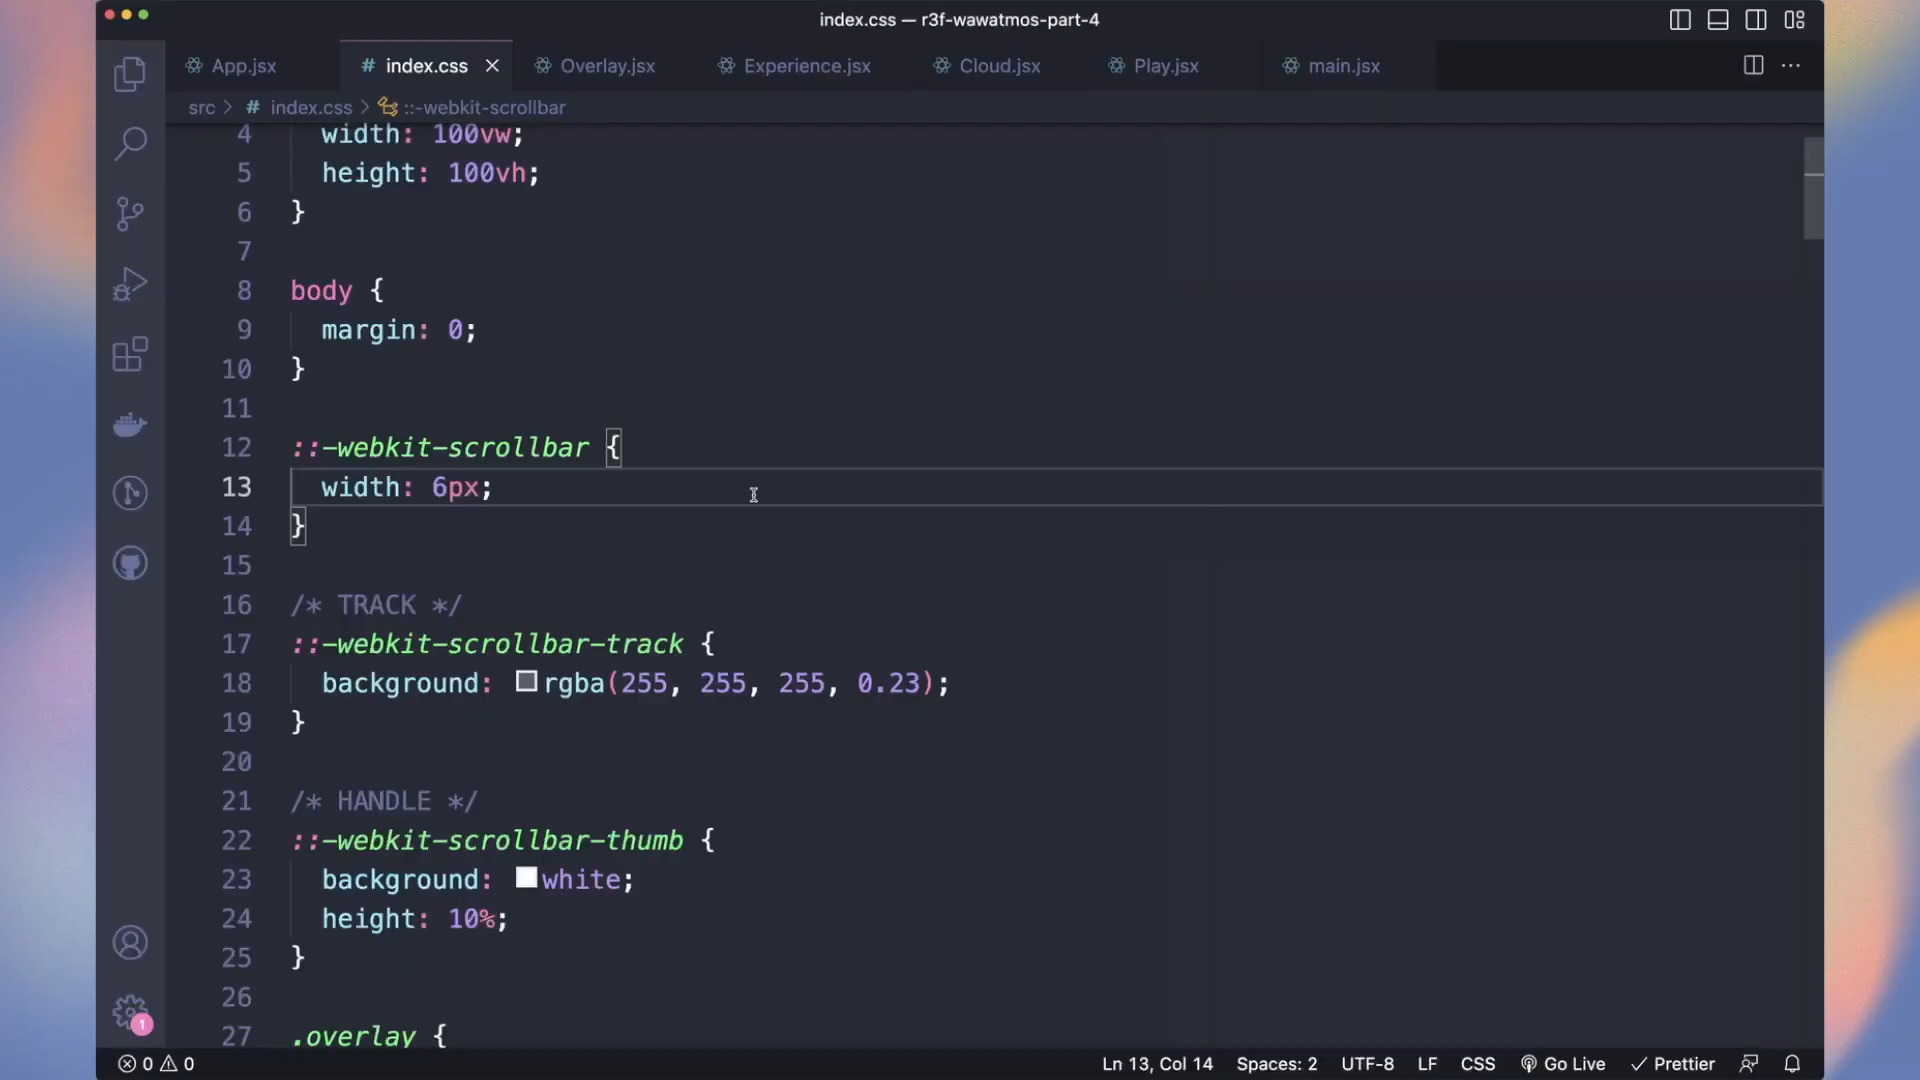 index.css — r3f-wawatmos-part-4
App.jsx # index.css Overlay.jsx Experience.jsx Cloud.jsx Play.jsx main.jsx
src > # index.css > ::-webkit-scrollbar
4 width: 100vw;
5 height: 100vh;
6 }
7
8 body {
9 margin: 0;
10 }
11
12 ::-webkit-scrollbar {
13 width: 6px;
14 }
15
16 /* TRACK */
17 ::-webkit-scrollbar-track {
18 background: rgba(255, 255, 255, 0.23);
19 }
20
21 /* HANDLE */
22 ::-webkit-scrollbar-thumb {
23 background: white;
24 height: 10%;
25 }
26
27 .overlay {
1
0 0 Ln 13, Col 14 Spaces: 2 UTF-8 LF CSS Go Live Prettier